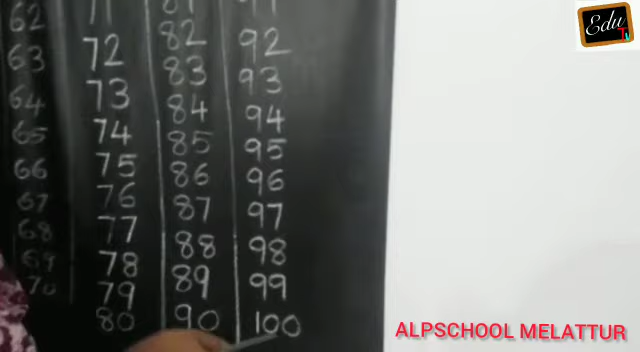 62 71 81 91
63 72 82 92
64 73 83 93
65 74 84 94
66 75 85 95
67 76 86 96
68 77 87 97
69 78 88 98
70 79 89 99
80 90 100
Edu
ALPSCHOOL MELATTUR